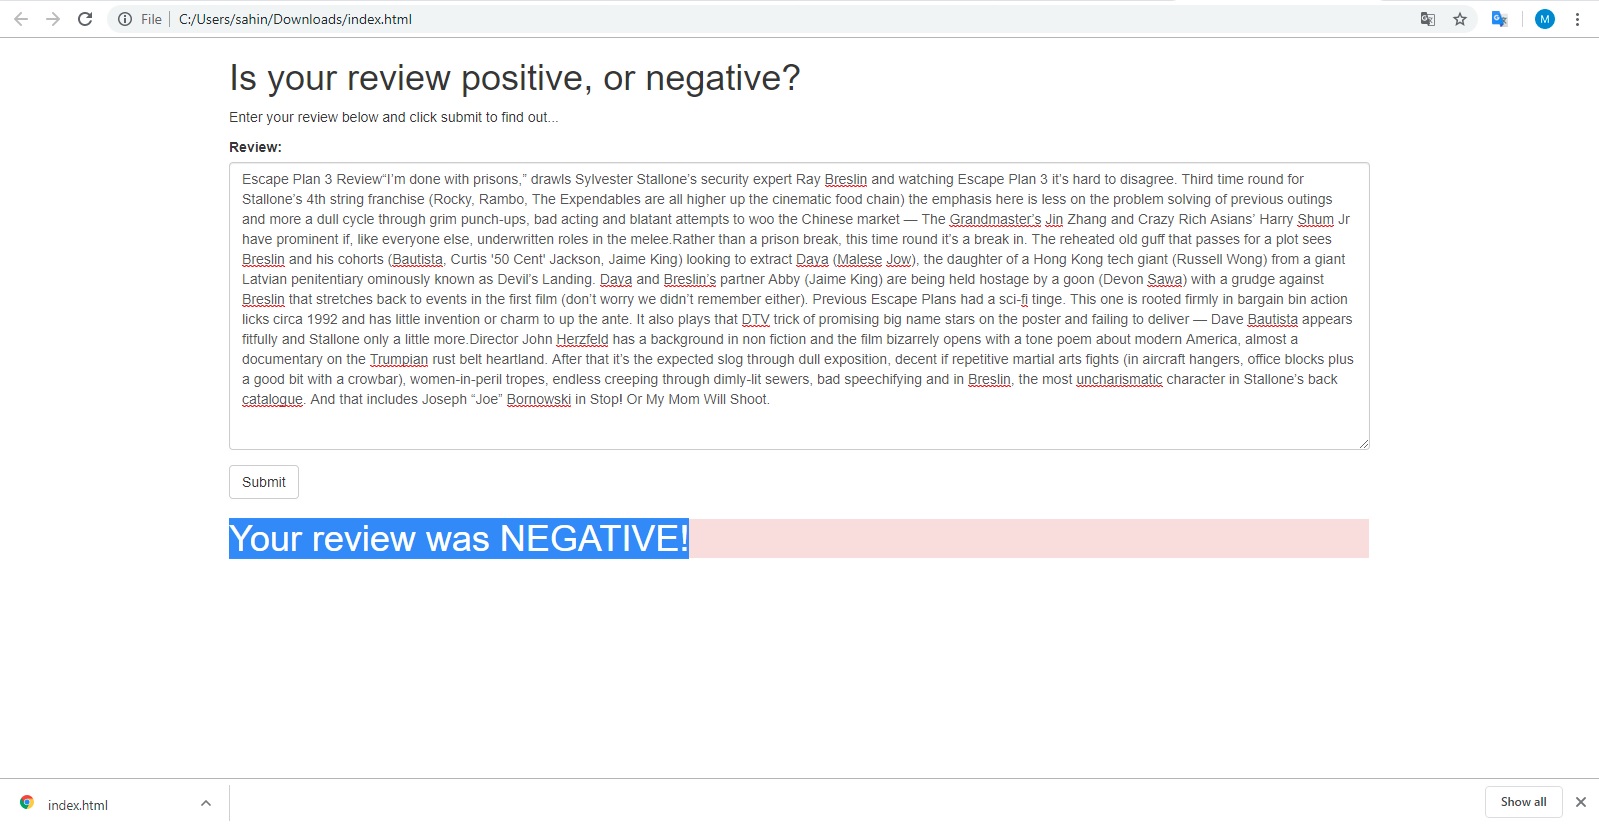 File
C:/Users/sahin/Downloads/index.html
M
Is your review positive, or negative?
Enter your review below and click submit to find out...
Review:
Escape Plan 3 Review“I’m done with prisons,” drawls Sylvester Stallone’s security expert Ray Breslin and watching Escape Plan 3 it’s hard to disagree. Third time round for
Stallone’s 4th string franchise (Rocky, Rambo, The Expendables are all higher up the cinematic food chain) the emphasis here is less on the problem solving of previous outings
and more a dull cycle through grim punch-ups, bad acting and blatant attempts to woo the Chinese market — The Grandmaster’s Jin Zhang and Crazy Rich Asians’ Harry Shum Jr
have prominent if, like everyone else, underwritten roles in the melee.Rather than a prison break, this time round it’s a break in. The reheated old guff that passes for a plot sees
Breslin and his cohorts (Bautista, Curtis '50 Cent' Jackson, Jaime King) looking to extract Daya (Malese Jow), the daughter of a Hong Kong tech giant (Russell Wong) from a giant
Latvian penitentiary ominously known as Devil’s Landing. Daya and Breslin’s partner Abby (Jaime King) are being held hostage by a goon (Devon Sawa) with a grudge against
Breslin that stretches back to events in the first film (don’t worry we didn’t remember either). Previous Escape Plans had a sci-fi tinge. This one is rooted firmly in bargain bin action
licks circa 1992 and has little invention or charm to up the ante. It also plays that DTV trick of promising big name stars on the poster and failing to deliver — Dave Bautista appears
fitfully and Stallone only a little more.Director John Herzfeld has a background in non fiction and the film bizarrely opens with a tone poem about modern America, almost a
documentary on the Trumpian rust belt heartland. After that it’s the expected slog through dull exposition, decent if repetitive martial arts fights (in aircraft hangers, office blocks plus
a good bit with a crowbar), women-in-peril tropes, endless creeping through dimly-lit sewers, bad speechifying and in Breslin, the most uncharismatic character in Stallone’s back
catalogue. And that includes Joseph “Joe” Bornowski in Stop! Or My Mom Will Shoot.
Submit
Your review was NEGATIVE!
index.html
Show all